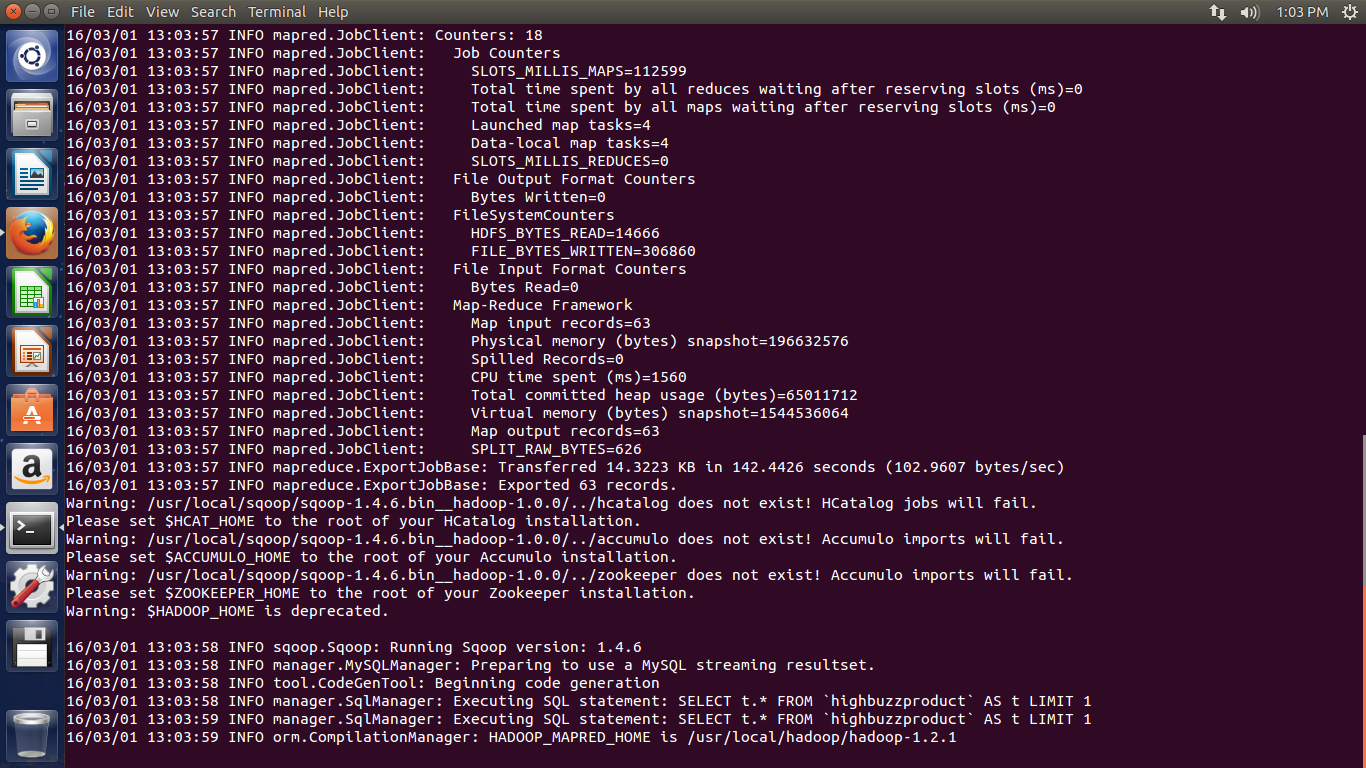 File Edit View Search Terminal Help 1:03 PM
16/03/01 13:03:57 INFO mapred.JobClient: Counters: 18
16/03/01 13:03:57 INFO mapred.JobClient:   Job Counters
16/03/01 13:03:57 INFO mapred.JobClient:     SLOTS_MILLIS_MAPS=112599
16/03/01 13:03:57 INFO mapred.JobClient:     Total time spent by all reduces waiting after reserving slots (ms)=0
16/03/01 13:03:57 INFO mapred.JobClient:     Total time spent by all maps waiting after reserving slots (ms)=0
16/03/01 13:03:57 INFO mapred.JobClient:     Launched map tasks=4
16/03/01 13:03:57 INFO mapred.JobClient:     Data-local map tasks=4
16/03/01 13:03:57 INFO mapred.JobClient:     SLOTS_MILLIS_REDUCES=0
16/03/01 13:03:57 INFO mapred.JobClient:   File Output Format Counters
16/03/01 13:03:57 INFO mapred.JobClient:     Bytes Written=0
16/03/01 13:03:57 INFO mapred.JobClient:   FileSystemCounters
16/03/01 13:03:57 INFO mapred.JobClient:     HDFS_BYTES_READ=14666
16/03/01 13:03:57 INFO mapred.JobClient:     FILE_BYTES_WRITTEN=306860
16/03/01 13:03:57 INFO mapred.JobClient:   File Input Format Counters
16/03/01 13:03:57 INFO mapred.JobClient:     Bytes Read=0
16/03/01 13:03:57 INFO mapred.JobClient:   Map-Reduce Framework
16/03/01 13:03:57 INFO mapred.JobClient:     Map input records=63
16/03/01 13:03:57 INFO mapred.JobClient:     Physical memory (bytes) snapshot=196632576
16/03/01 13:03:57 INFO mapred.JobClient:     Spilled Records=0
16/03/01 13:03:57 INFO mapred.JobClient:     CPU time spent (ms)=1560
16/03/01 13:03:57 INFO mapred.JobClient:     Total committed heap usage (bytes)=65011712
16/03/01 13:03:57 INFO mapred.JobClient:     Virtual memory (bytes) snapshot=1544536064
16/03/01 13:03:57 INFO mapred.JobClient:     Map output records=63
16/03/01 13:03:57 INFO mapred.JobClient:     SPLIT_RAW_BYTES=626
16/03/01 13:03:57 INFO mapreduce.ExportJobBase: Transferred 14.3223 KB in 142.4426 seconds (102.9607 bytes/sec)
16/03/01 13:03:57 INFO mapreduce.ExportJobBase: Exported 63 records.
Warning: /usr/local/sqoop/sqoop-1.4.6.bin__hadoop-1.0.0/../hcatalog does not exist! HCatalog jobs will fail.
Please set $HCAT_HOME to the root of your HCatalog installation.
Warning: /usr/local/sqoop/sqoop-1.4.6.bin__hadoop-1.0.0/../accumulo does not exist! Accumulo imports will fail.
Please set $ACCUMULO_HOME to the root of your Accumulo installation.
Warning: /usr/local/sqoop/sqoop-1.4.6.bin__hadoop-1.0.0/../zookeeper does not exist! Accumulo imports will fail.
Please set $ZOOKEEPER_HOME to the root of your Zookeeper installation.
Warning: $HADOOP_HOME is deprecated.
16/03/01 13:03:58 INFO sqoop.Sqoop: Running Sqoop version: 1.4.6
16/03/01 13:03:58 INFO manager.MySQLManager: Preparing to use a MySQL streaming resultset.
16/03/01 13:03:58 INFO tool.CodeGenTool: Beginning code generation
16/03/01 13:03:58 INFO manager.SqlManager: Executing SQL statement: SELECT t.* FROM `highbuzzproduct` AS t LIMIT 1
16/03/01 13:03:59 INFO manager.SqlManager: Executing SQL statement: SELECT t.* FROM `highbuzzproduct` AS t LIMIT 1
16/03/01 13:03:59 INFO orm.CompilationManager: HADOOP_MAPRED_HOME is /usr/local/hadoop/hadoop-1.2.1